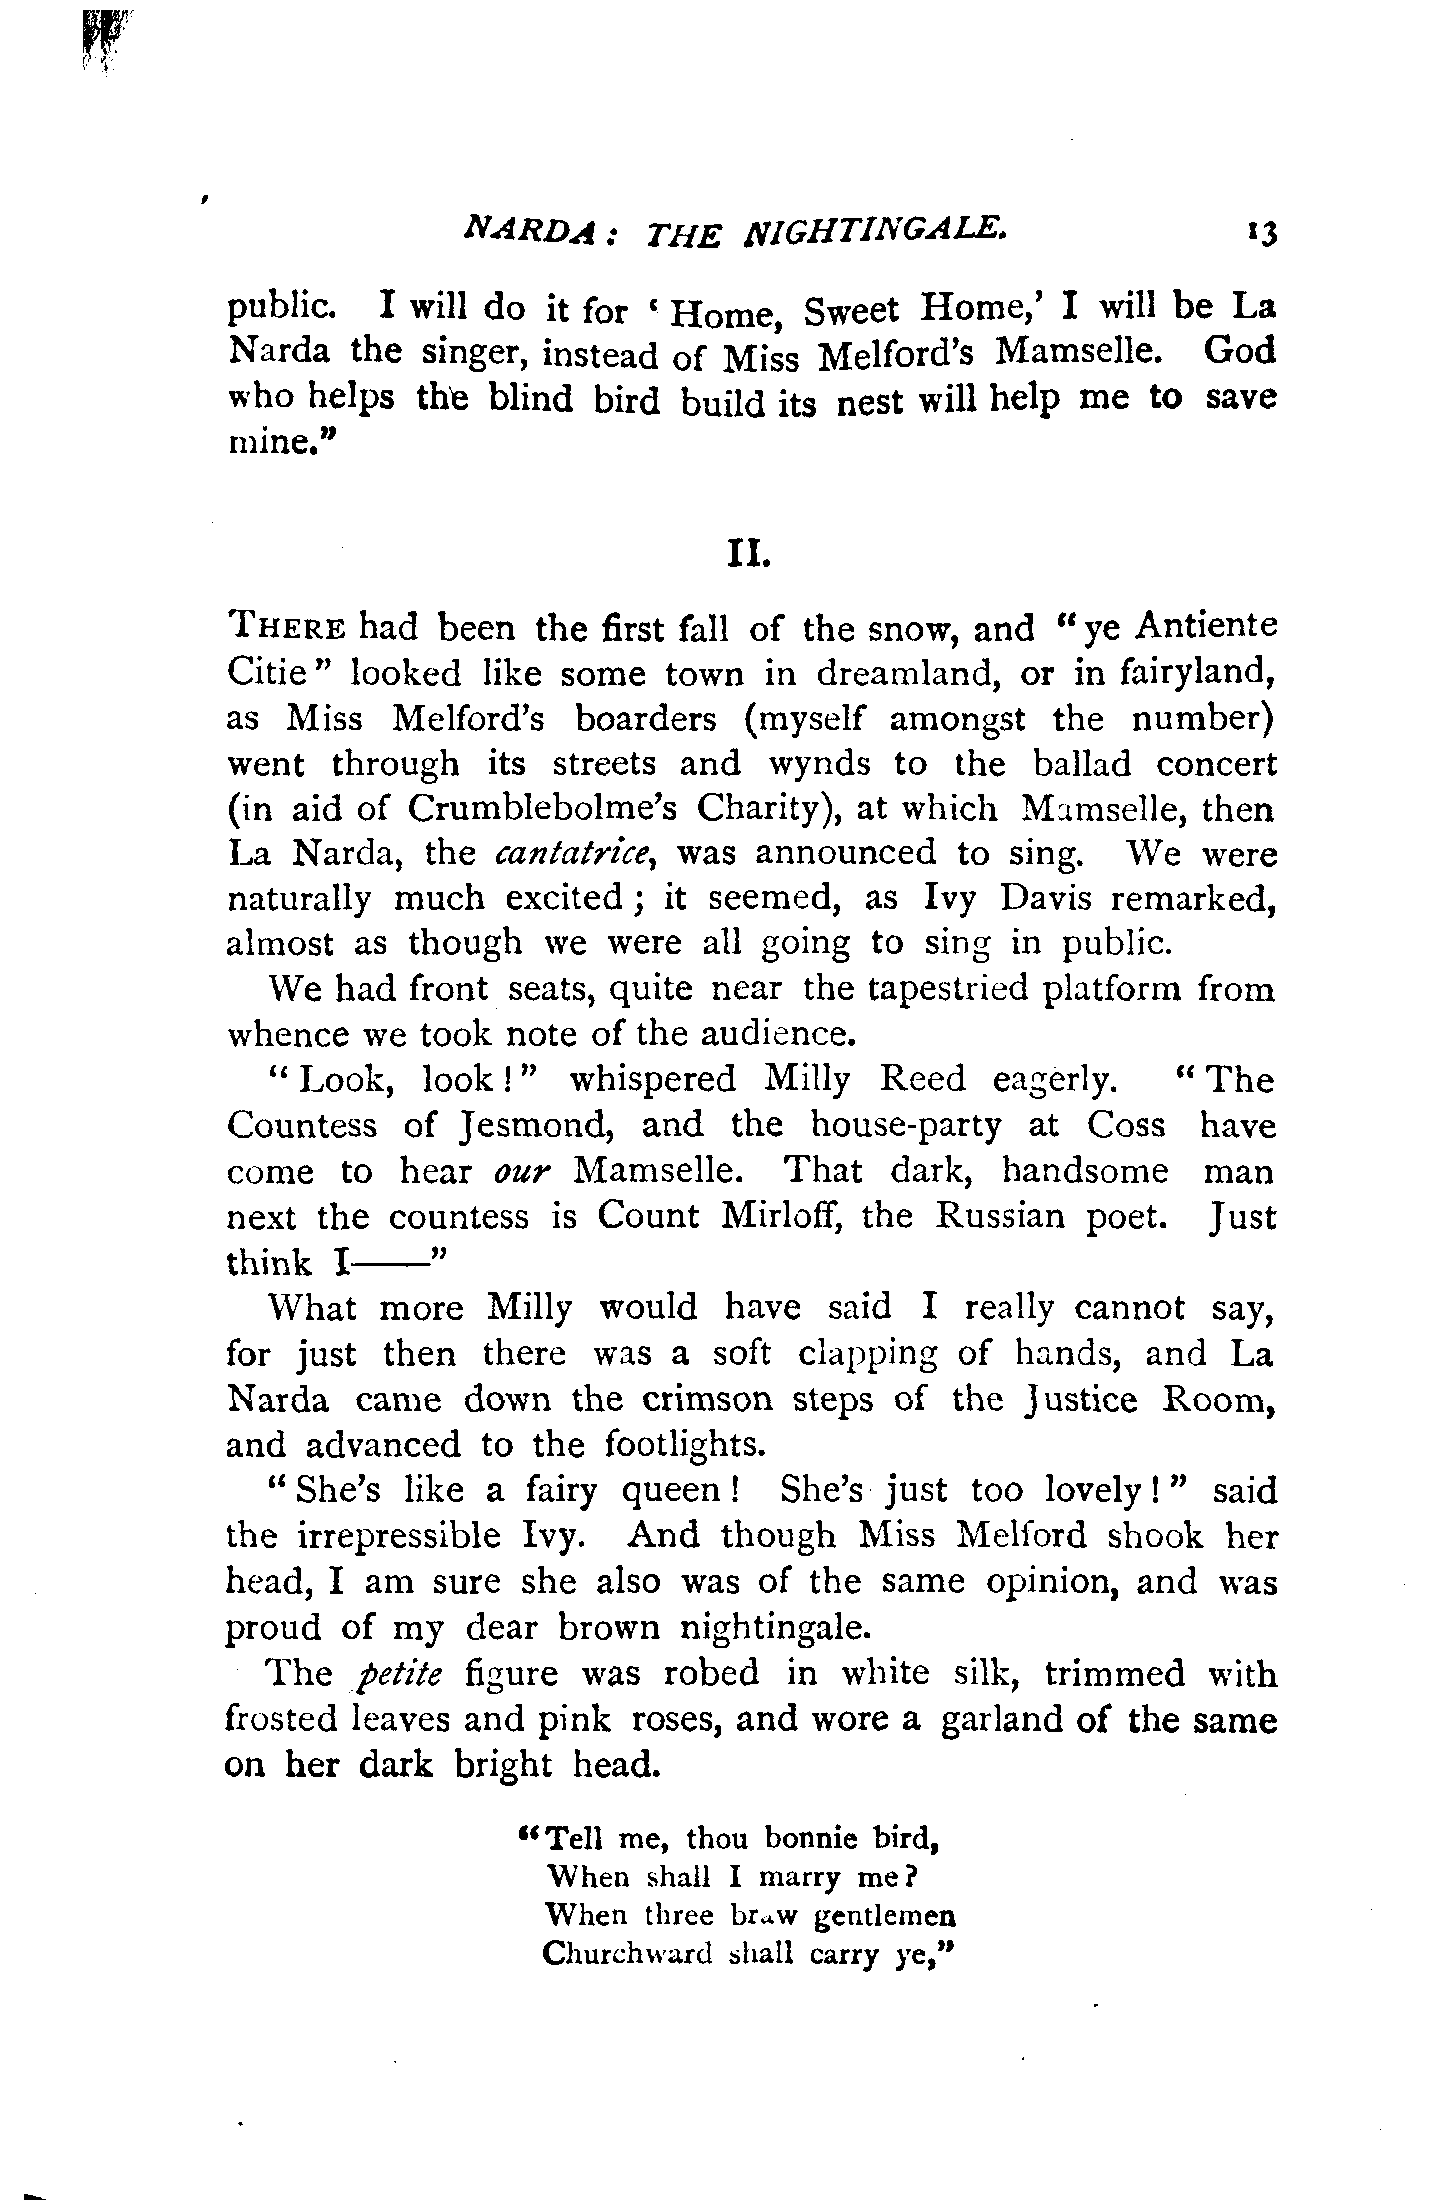 NARDA: THE NIGHTINGALE. 13
public. I will do it for ‘Home, Sweet Home,’ I will be La
Narda the singer, instead of Miss Melford’s Mamselle. God
who helps the blind bird build its nest will help me to save
mine.”
II.
THERE had been the first fall of the snow, and “ye Antiente
Citie” looked like some town in dreamland, or in fairyland,
as Miss Melford’s boarders (myself amongst the number)
went through its streets and wynds to the ballad concert
(in aid of Crumblebolme’s Charity), at which Mamselle, then
La Narda, the cantatrice, was announced to sing. We were
naturally much excited; it seemed, as Ivy Davis remarked,
almost as though we were all going to sing in public.
We had front seats, quite near the tapestried platform from
whence we took note of the audience.
“Look, look!” whispered Milly Reed eagerly. “The
Countess of Jesmond, and the house-party at Coss have
come to hear our Mamselle. That dark, handsome man
next the countess is Count Mirloff, the Russian poet. Just
think I——”
What more Milly would have said I really cannot say,
for just then there was a soft clapping of hands, and La
Narda came down the crimson steps of the Justice Room,
and advanced to the footlights.
“She’s like a fairy queen! She’s just too lovely!” said
the irrepressible Ivy. And though Miss Melford shook her
head, I am sure she also was of the same opinion, and was
proud of my dear brown nightingale.
The petite figure was robed in white silk, trimmed with
frosted leaves and pink roses, and wore a garland of the same
on her dark bright head.
“Tell me, thou bonnie bird,
When shall I marry me?
When three braw gentlemen
Churchward shall carry ye,”